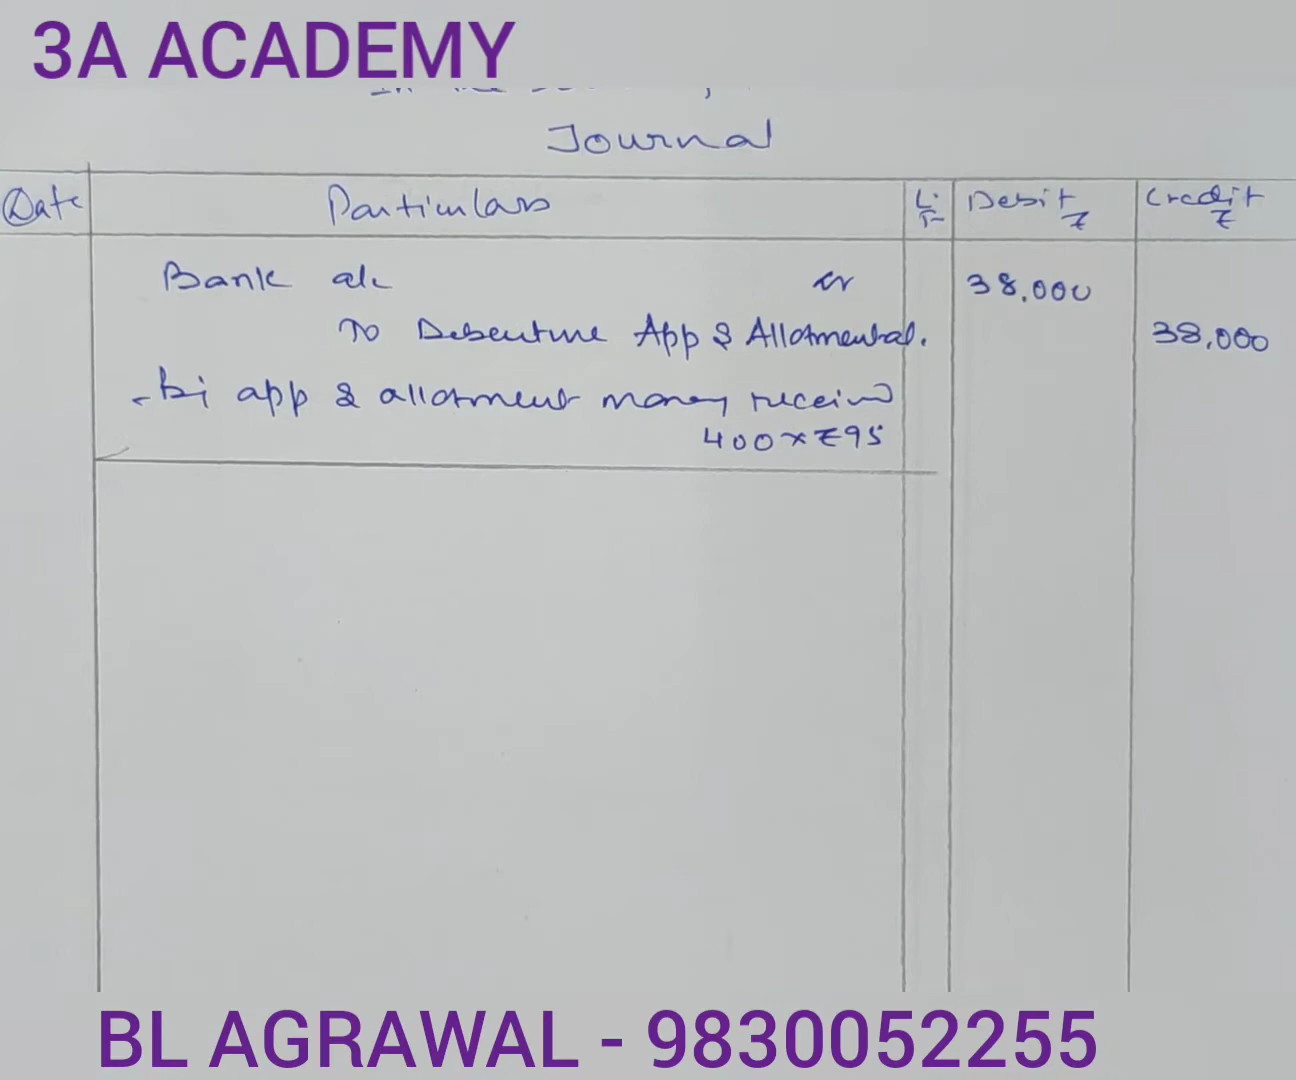 3A ACADEMY
Journal
Date Particulars L.F Debit ₹ Credit ₹
Bank a/c Dr 38,000
To Debenture App & Allotment a/c. 38,000
- bi app & allotment money received
400 x ₹95
BL AGRAWAL - 9830052255